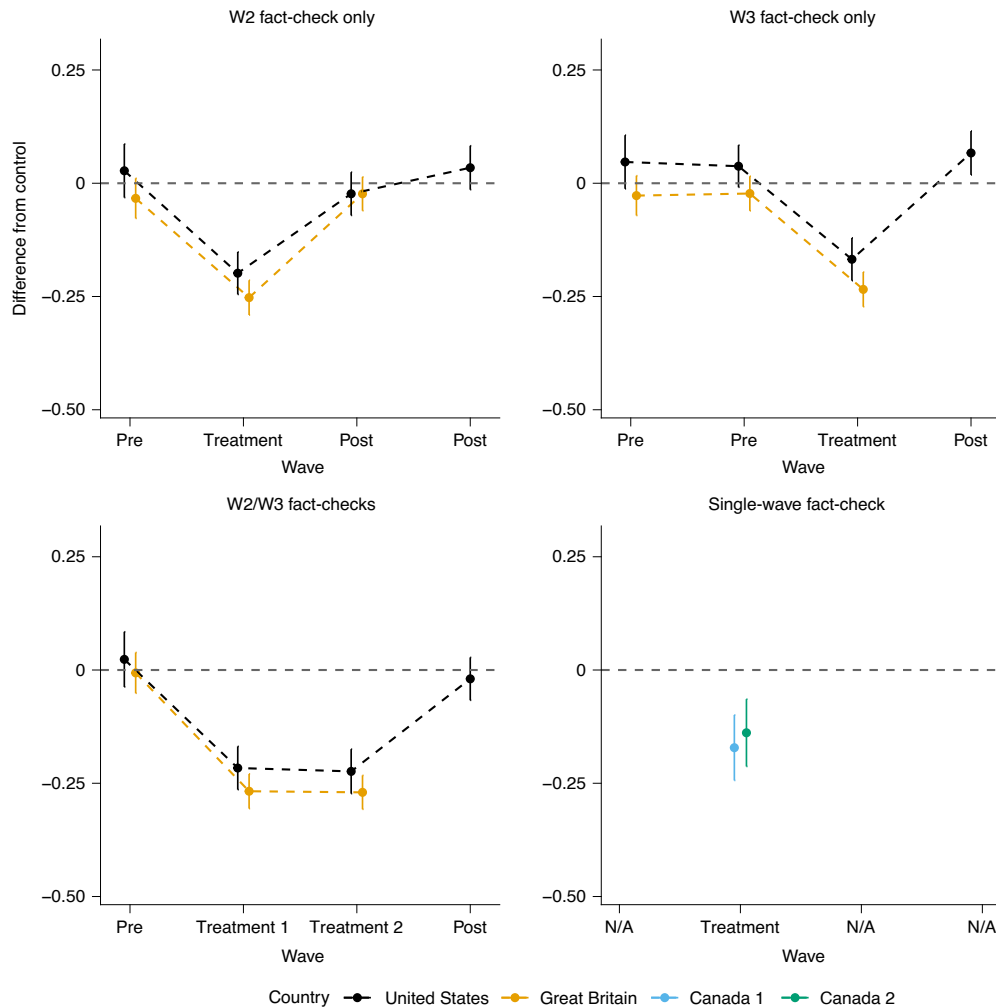 W2 fact-check only
W3 fact-check only
Difference from control
0.25
0
−0.25
−0.50
Pre Treatment Post Post
Wave
0.25
0
−0.25
−0.50
Pre Pre Treatment Post
Wave
W2/W3 fact-checks
Single-wave fact-check
0.25
0
−0.25
−0.50
Pre Treatment 1 Treatment 2 Post
Wave
0.25
0
−0.25
−0.50
N/A Treatment N/A N/A
Wave
Country United States Great Britain Canada 1 Canada 2